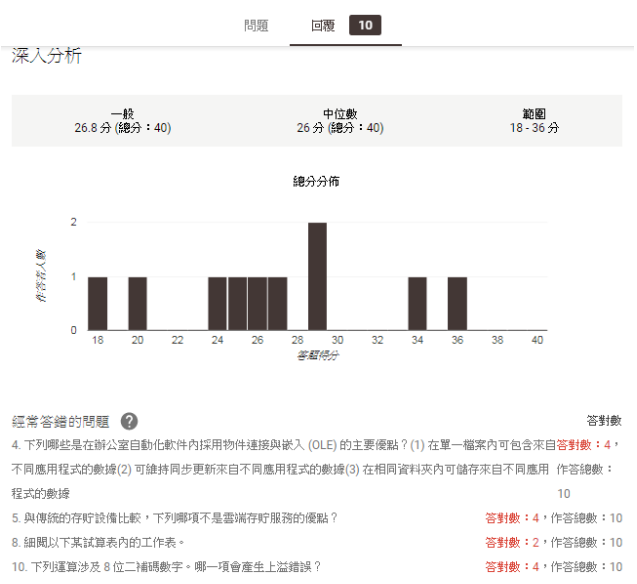 問題 回覆 10
深入分析
一般 中位數 範圍
26.8 分 (總分：40) 26 分 (總分：40) 18 - 36 分
總分分佈
作答者人數
2
1
0
18 20 22 24 26 28 30 32 34 36 38 40
答題得分
經常答錯的問題 ? 答對數
4. 下列哪些是在辦公室自動化軟件內採用物件連接與嵌入 (OLE) 的主要優點？(1) 在單一檔案內可包含來自答對數：4，
不同應用程式的數據(2) 可維持同步更新來自不同應用程式的數據(3) 在相同資料夾內可儲存來自不同應用 作答總數：
程式的數據 10
5. 與傳統的存貯設備比較，下列哪項不是雲端存貯服務的優點？ 答對數：4，作答總數：10
8. 細閱以下某試算表內的工作表。 答對數：2，作答總數：10
10. 下列運算涉及 8 位二補碼數字。哪一項會產生上溢錯誤？ 答對數：4，作答總數：10